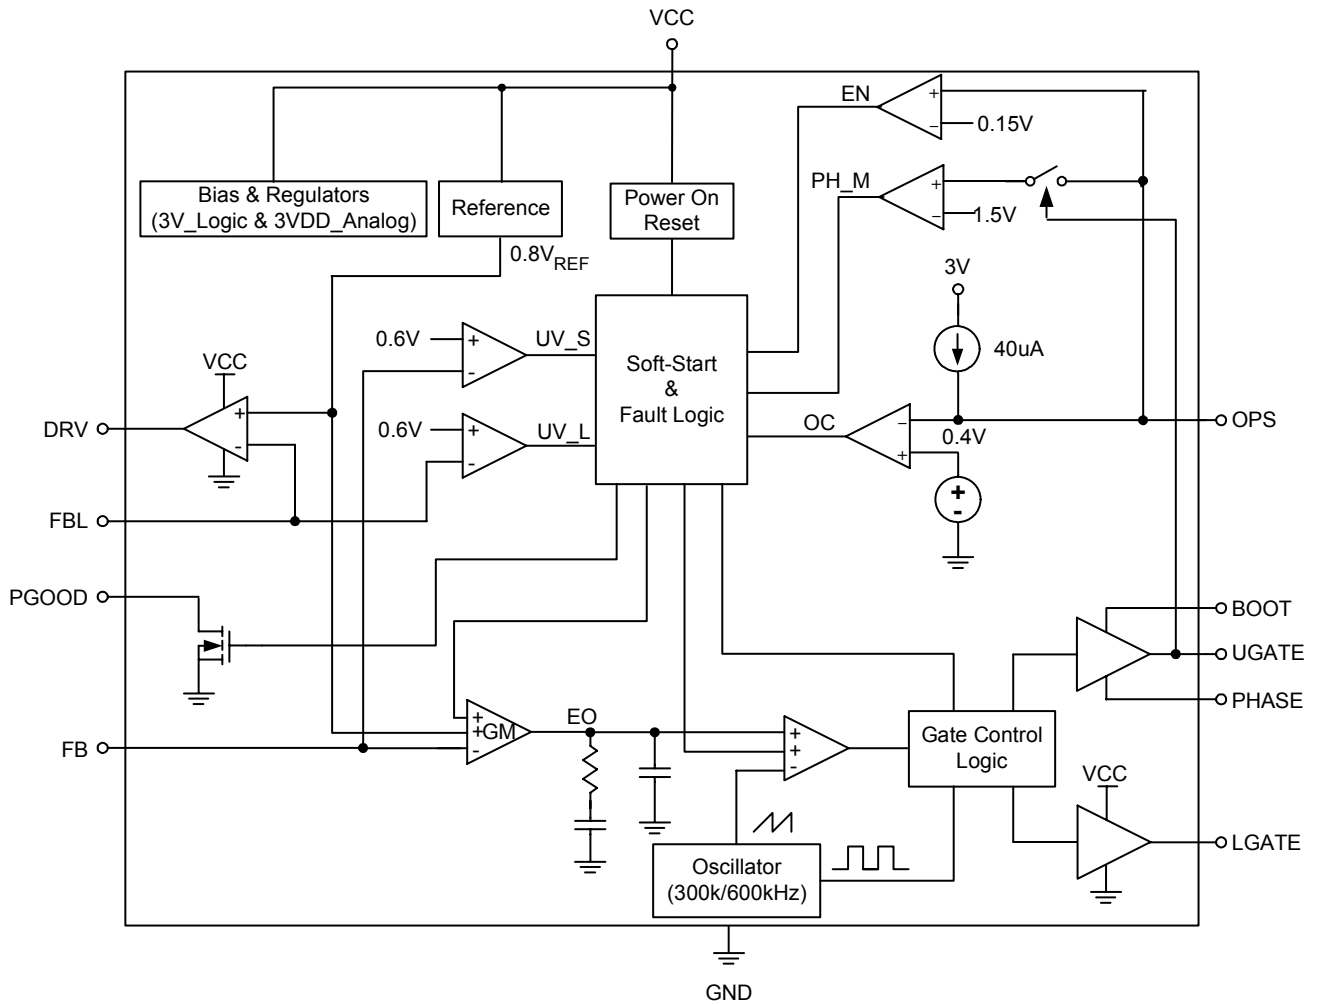 VCC
EN
+
−
0.15V
PH_M
+
−
1.5V
Bias & Regulators
(3V_Logic & 3VDD_Analog)
Reference
Power On
Reset
0.8VREF
3V
40uA
0.6V
+
-
UV_S
VCC
Soft-Start
&
Fault Logic
DRV
+
-
0.6V
+
-
UV_L
OC
−
+
0.4V
OPS
+
-
FBL
PGOOD
BOOT
UGATE
PHASE
FB
+
+
-
GM
EO
+
+
-
Gate Control
Logic
VCC
LGATE
Oscillator
(300k/600kHz)
GND